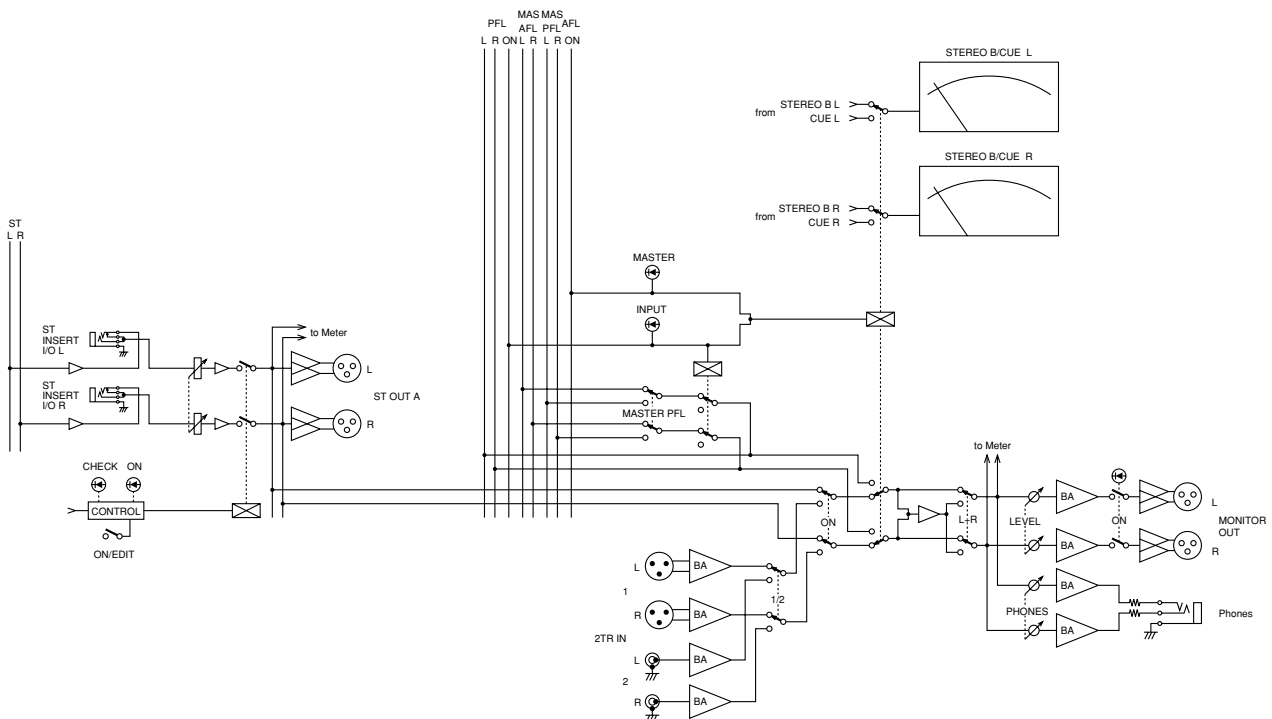 MAS MAS
PFL AFL PFL AFL
L R ON L R L R ON
STEREO B/CUE L
from STEREO B L
CUE L
STEREO B/CUE R
from STEREO B R
CUE R
ST
L R
MASTER
INPUT
ST
INSERT
I/O L
to Meter
L
ST OUT A
ST
INSERT
I/O R
R
MASTER PFL
CHECK ON
CONTROL
ON/EDIT
to Meter
BA
L
ON
L+R
LEVEL
ON
MONITOR
OUT
BA
R
L
BA
1
1/2
BA
PHONES
R
BA
BA
Phones
2TR IN
L
BA
2
R
BA